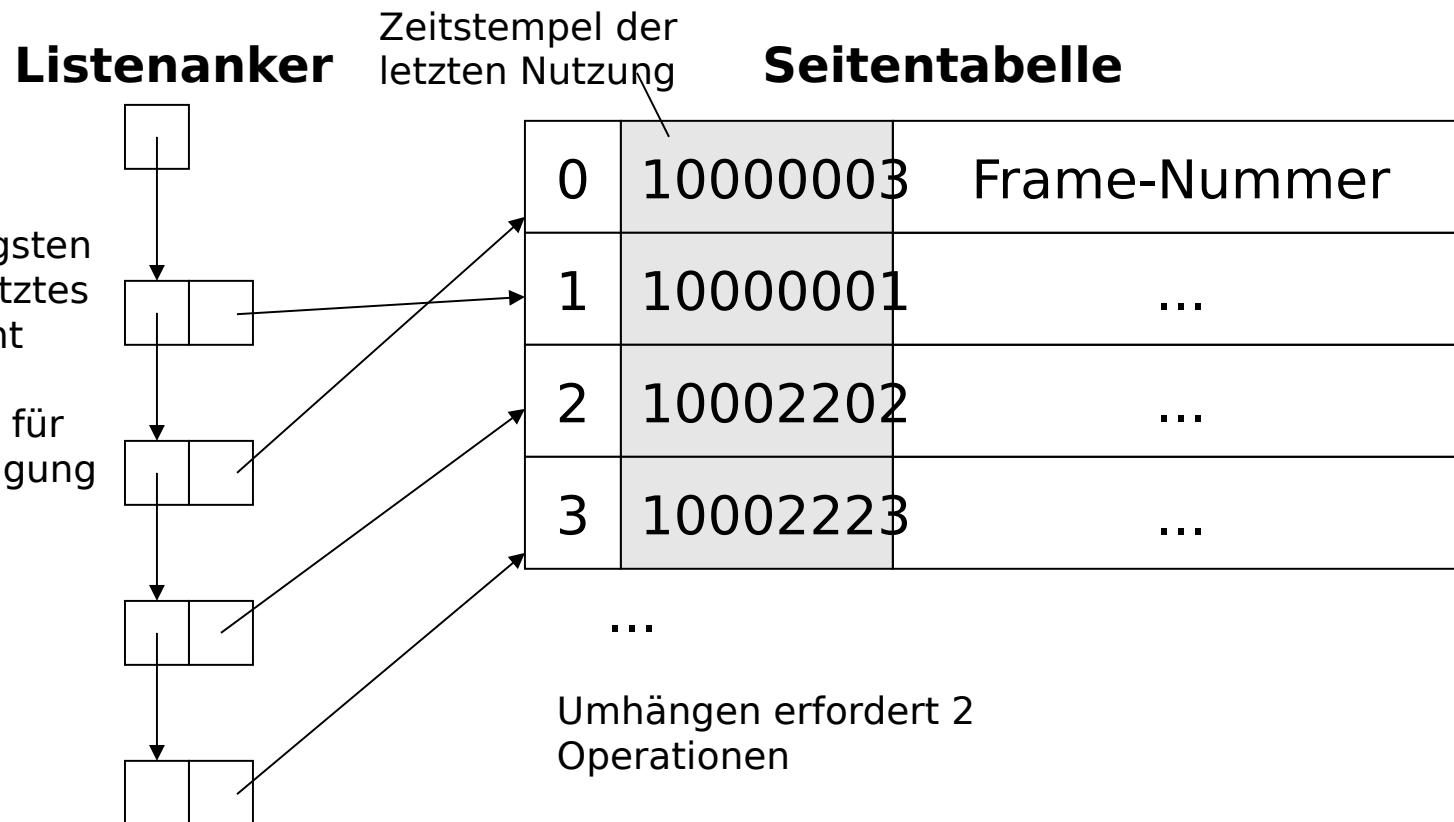 Listenanker
Zeitstempel der
letzten Nutzung
Seitentabelle
0 10000003 Frame-Nummer
1 10000001 ...
2 10002202 ...
3 10002223 ...
...
für
Umhängen erfordert 2
Operationen